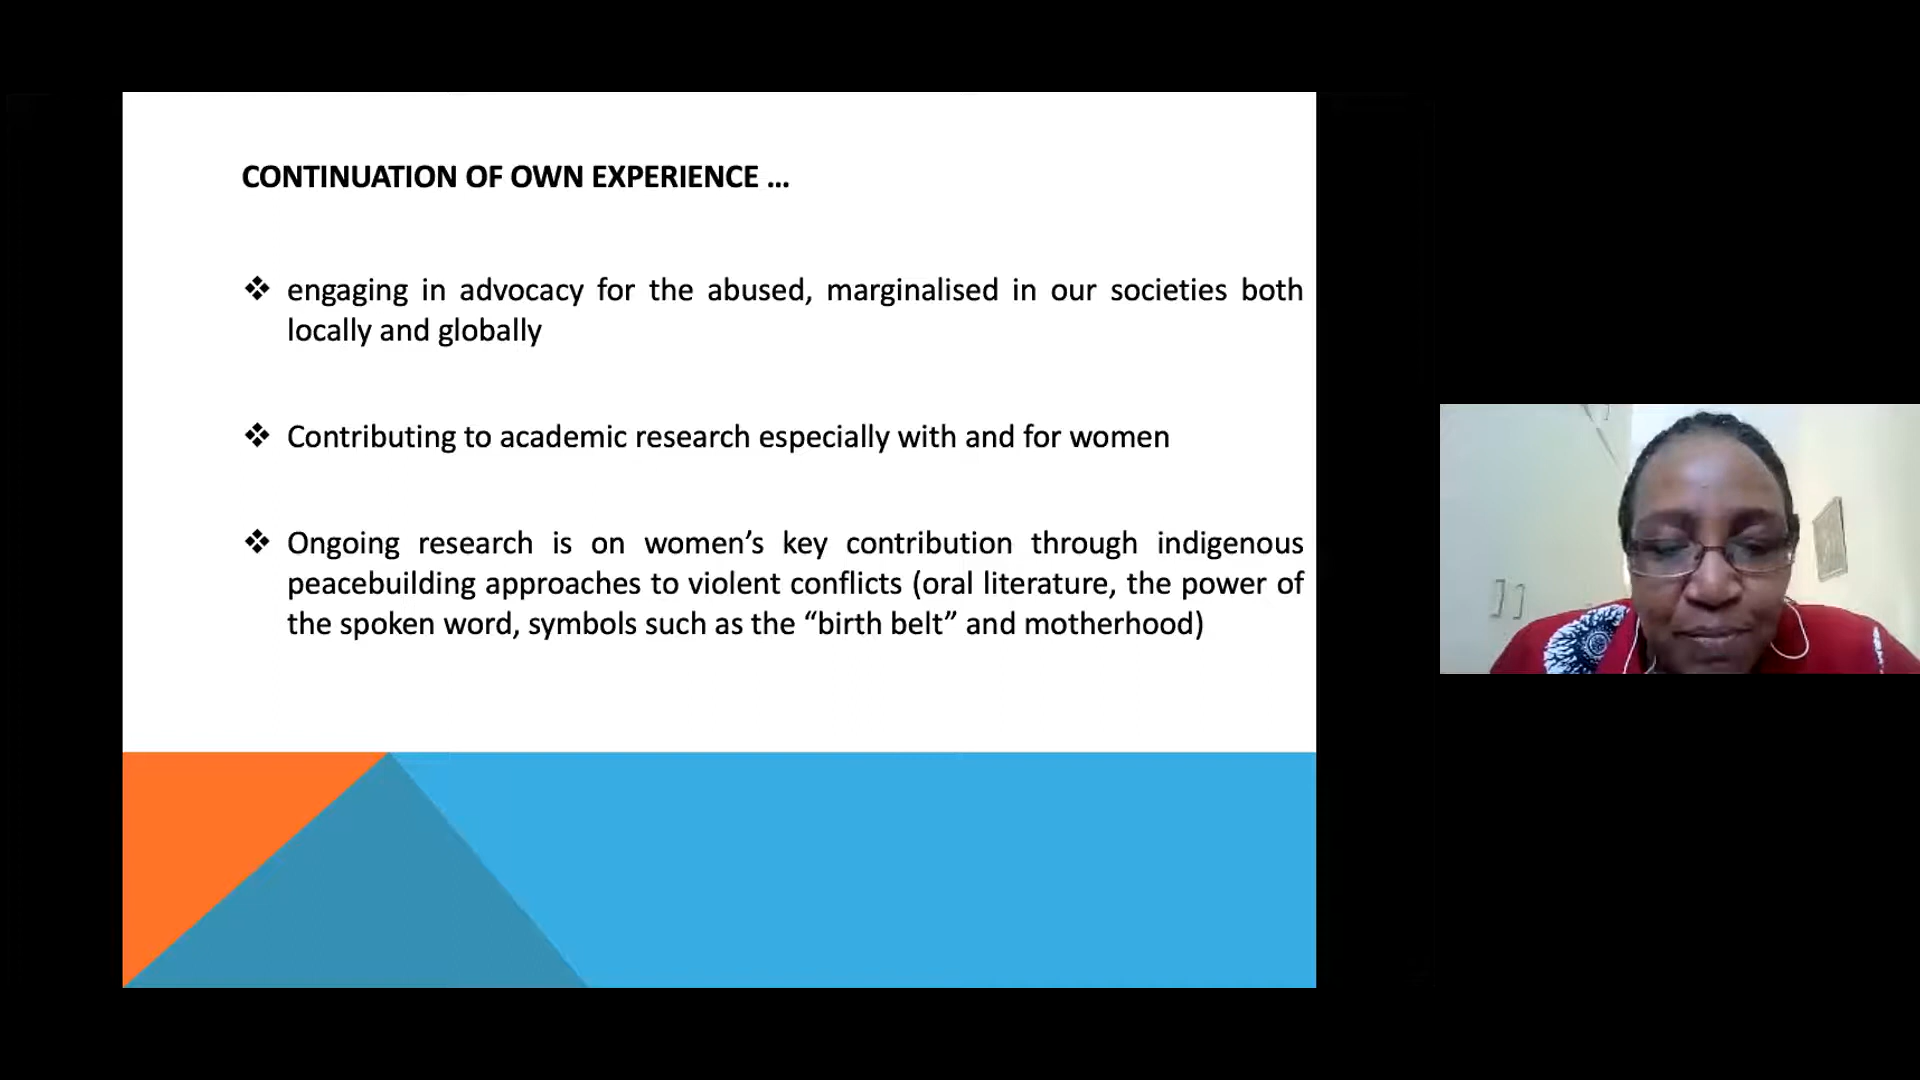 CONTINUATION OF OWN EXPERIENCE ...
❖ engaging in advocacy for the abused, marginalised in our societies both
locally and globally
❖ Contributing to academic research especially with and for women
❖ Ongoing research is on women’s key contribution through indigenous
peacebuilding approaches to violent conflicts (oral literature, the power of
the spoken word, symbols such as the “birth belt” and motherhood)